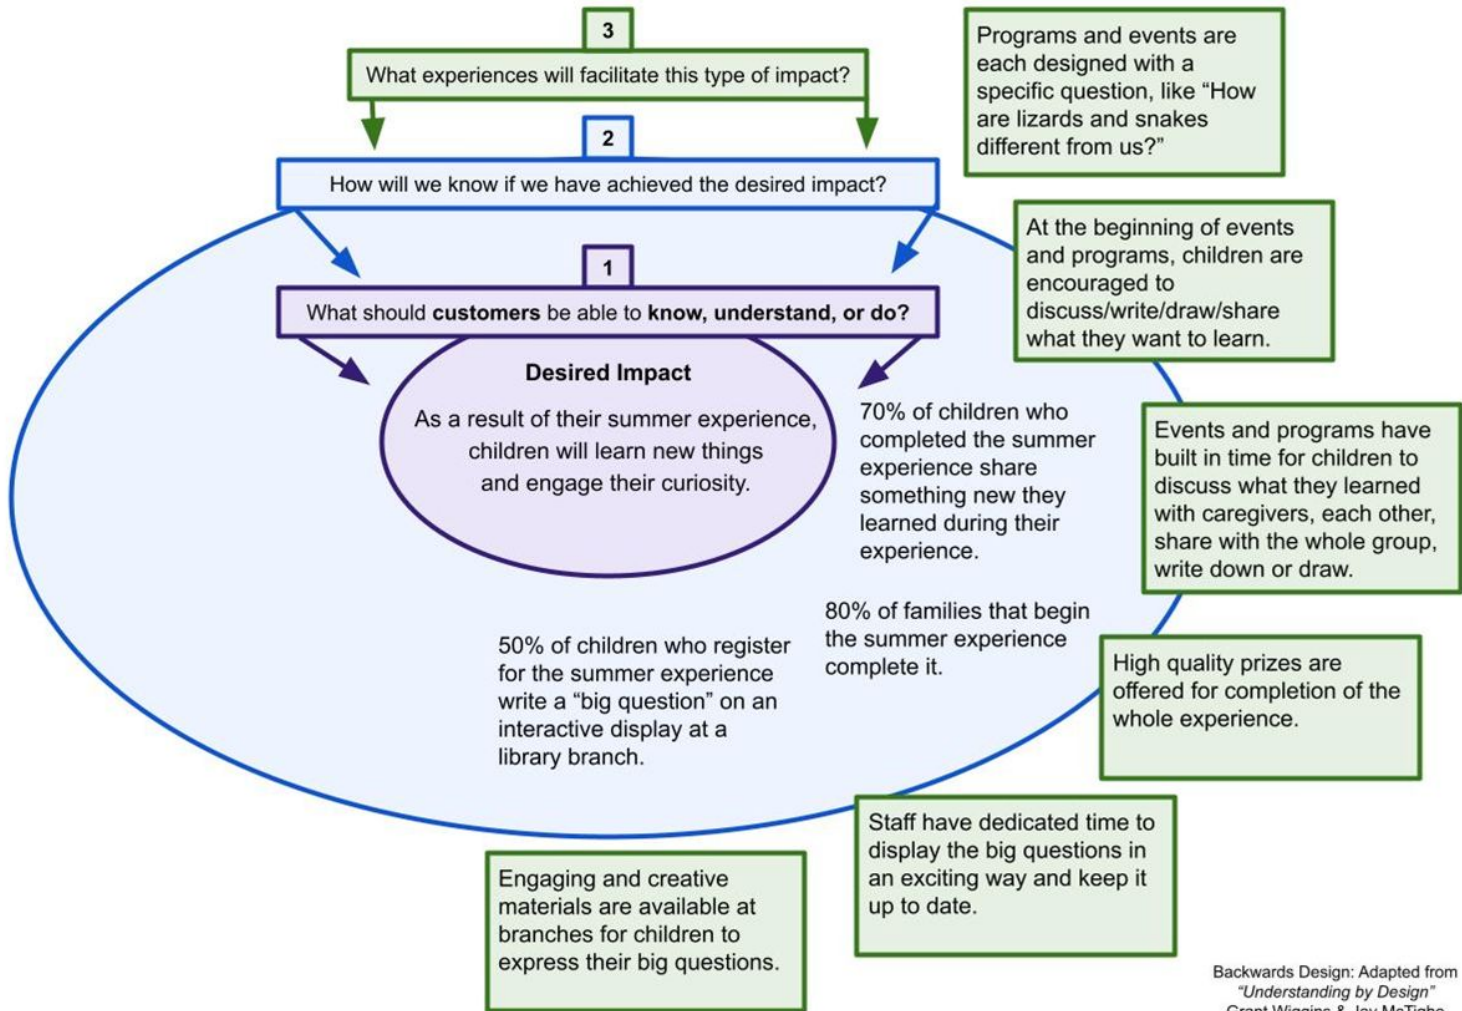 3
What experiences will facilitate this type of impact?
2
How will we know if we have achieved the desired impact?
1
What should customers be able to know, understand, or do?
Desired Impact
As a result of their summer experience,
children will learn new things
and engage their curiosity.
70% of children who
completed the summer
experience share
something new they
learned during their
experience.
80% of families that begin
the summer experience
complete it.
50% of children who register
for the summer experience
write a “big question” on an
interactive display at a
library branch.
Programs and events are
each designed with a
specific question, like “How
are lizards and snakes
different from us?”
At the beginning of events
and programs, children are
encouraged to
discuss/write/draw/share
what they want to learn.
Events and programs have
built in time for children to
discuss what they learned
with caregivers, each other,
share with the whole group,
write down or draw.
High quality prizes are
offered for completion of the
whole experience.
Staff have dedicated time to
display the big questions in
an exciting way and keep it
up to date.
Engaging and creative
materials are available at
branches for children to
express their big questions.
Backwards Design: Adapted from
“Understanding by Design”
Grant Wiggins & Jay McTighe